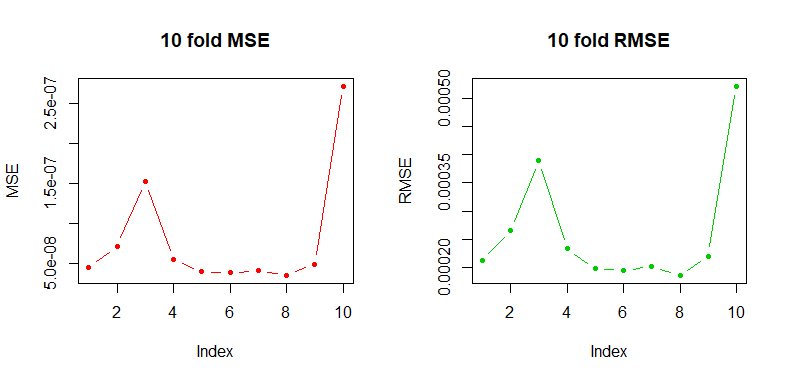 10 fold MSE
MSE
5.0e-08
1.5e-07
2.5e-07
2
4
6
8
10
Index
10 fold RMSE
RMSE
0.00020
0.00035
0.00050
2
4
6
8
10
Index